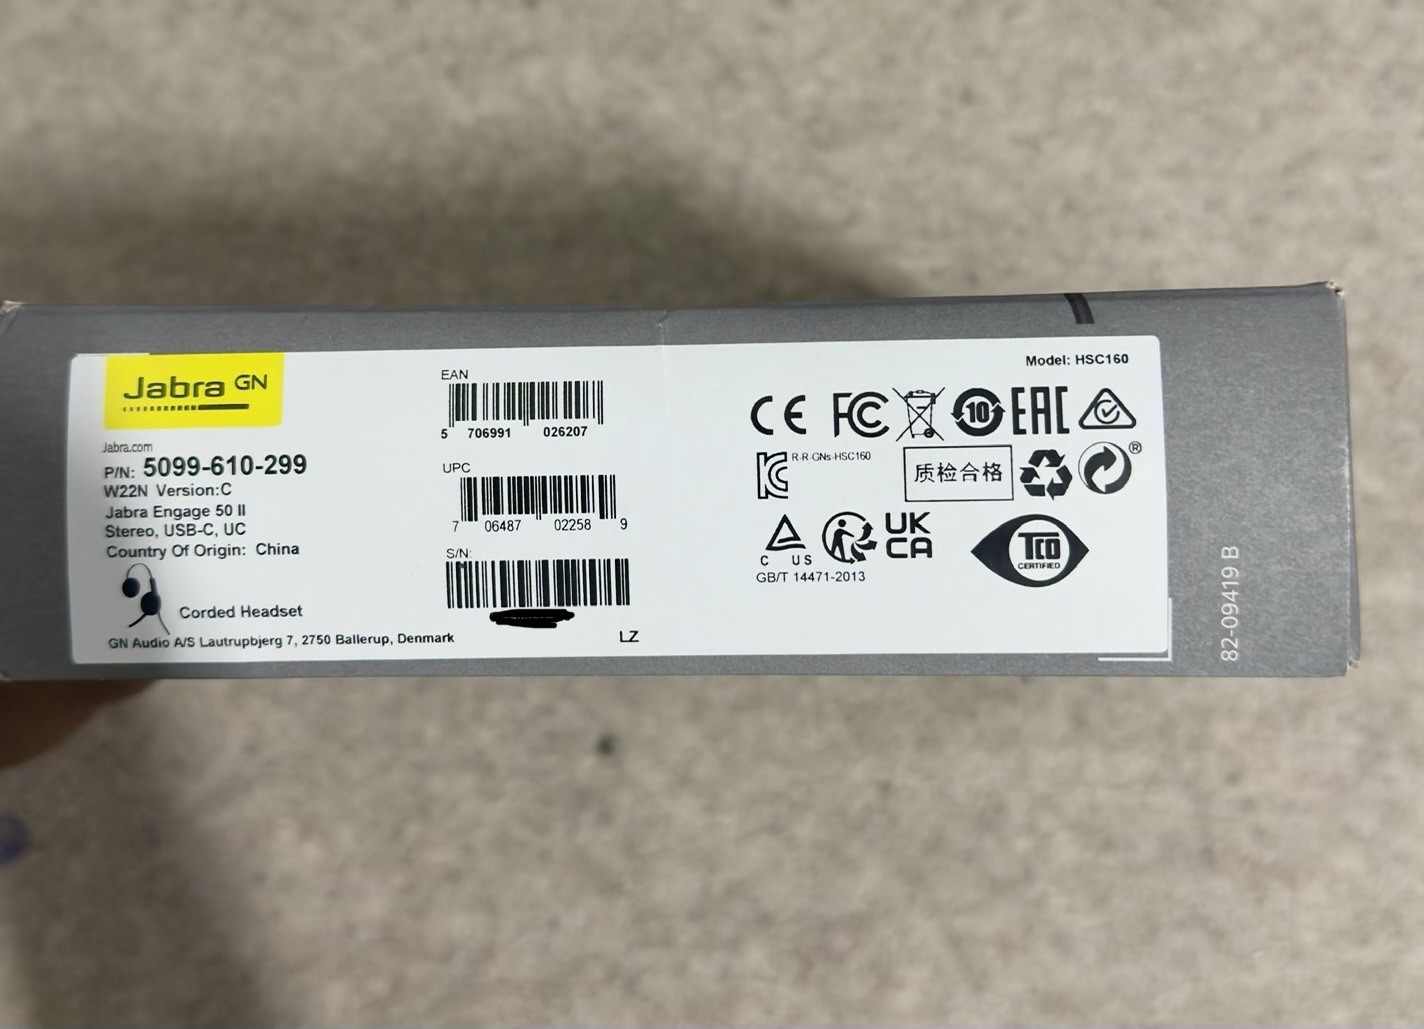 Jabra GN
Jabra.com
P/N: 5099-610-299
W22N Version:C
Jabra Engage 50 II
Stereo, USB-C, UC
Country Of Origin: China
Corded Headset
GN Audio A/S Lautrupbjerg 7, 2750 Ballerup, Denmark
EAN
5 706991 026207
UPC
7 06487 02258 9
S/N:
LZ
Model: HSC160
CE FC 10 EAC
R-R-GNs-HSC160
质检合格
®
C US
UK
CA
GB/T 14471-2013
TCO
CERTIFIED
82-09419 B